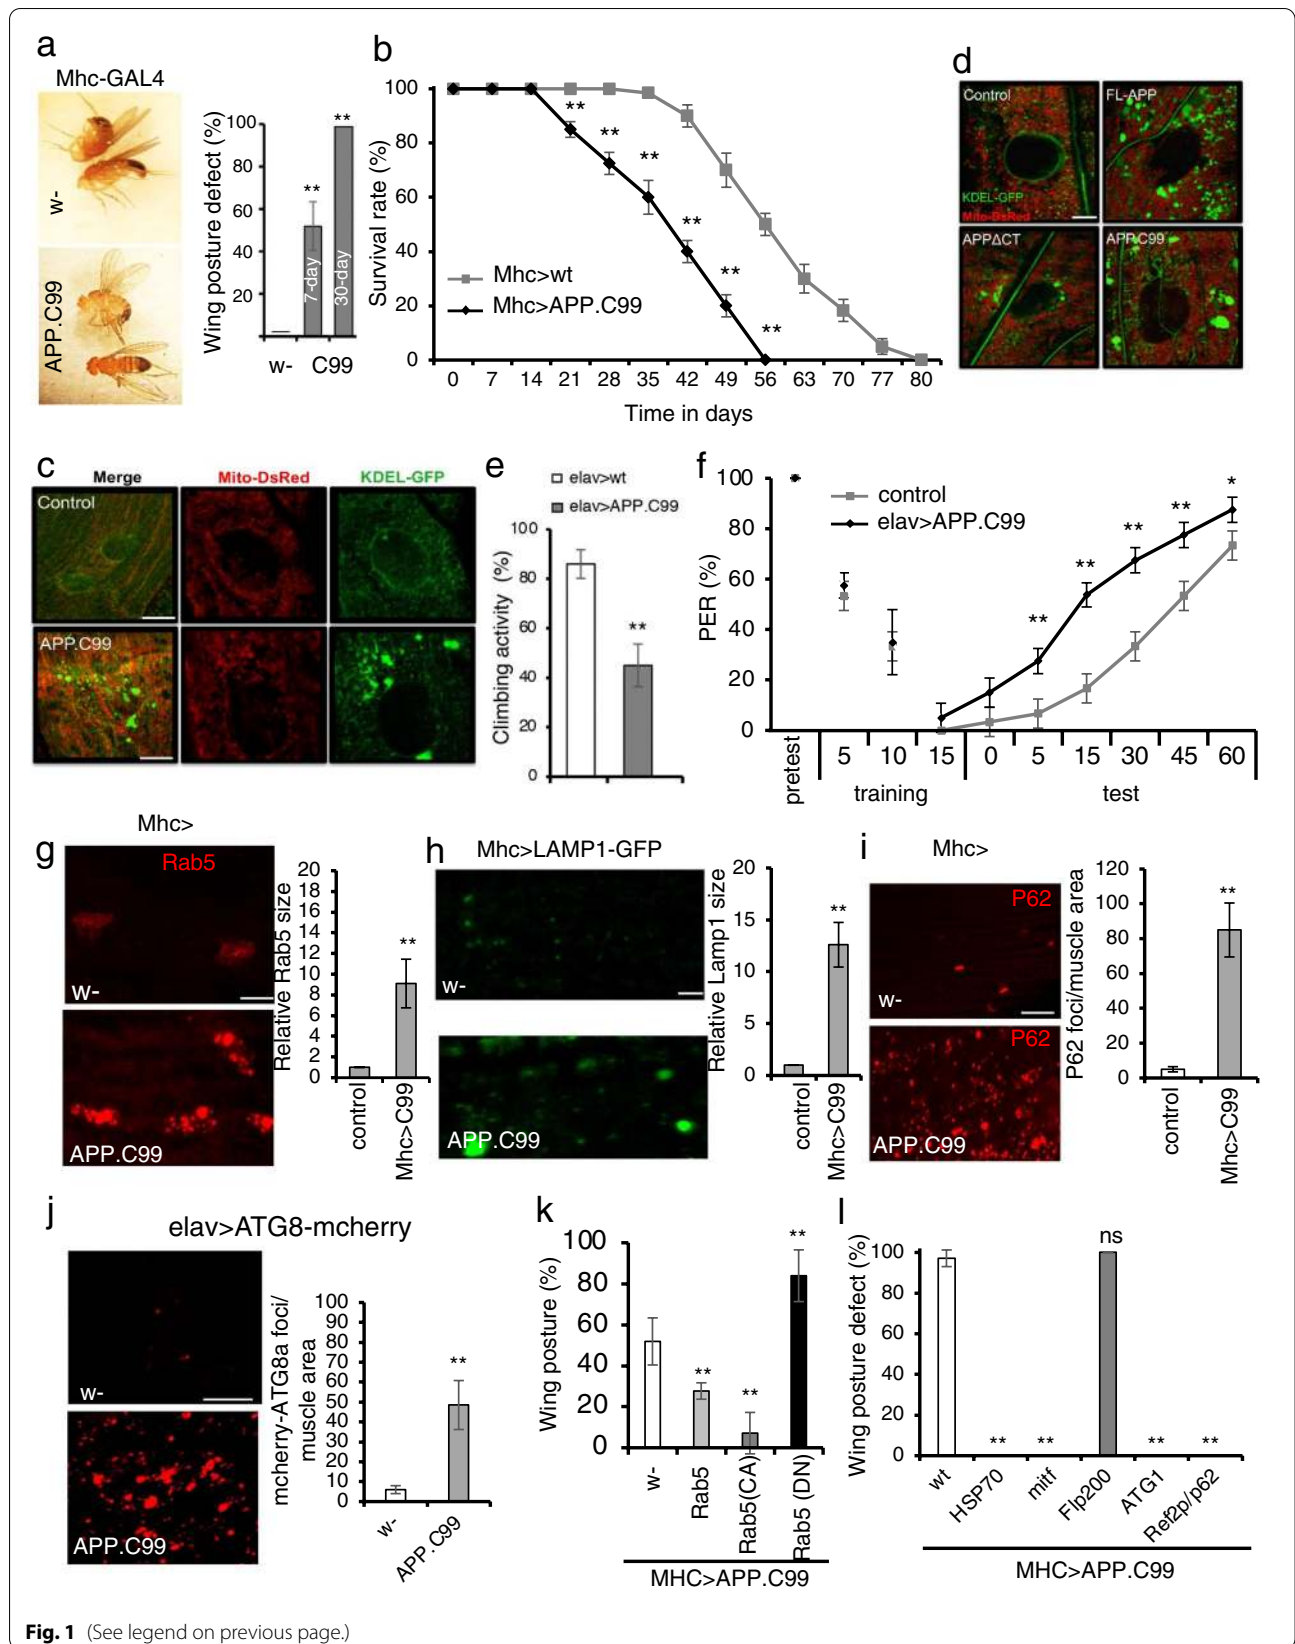 a
Mhc-GAL4
w-
APP.C99
Wing posture defect (%)
100
80
60
40
20
**
**
7-day
30-day
w- C99
b
Survival rate (%)
100
80
60
40
20
0
**
**
**
**
**
**
Mhc>wt
Mhc>APP.C99
0 7 14 21 28 35 42 49 56 63 70 77 80
Time in days
d
Control
FL-APP
KDEL-GFP
Mito-DsRed
APPΔCT
APP.C99
c
Merge Mito-DsRed KDEL-GFP
Control
APP.C99
e
elav>wt
elav>APP.C99
Climbing activity (%)
100
80
60
40
20
0
**
f
PER (%)
100
80
60
40
20
0
control
elav>APP.C99
**
**
**
**
*
pretest
5 10 15 0 5 15 30 45 60
training test
g
Mhc>
Rab5
w-
APP.C99
Relative Rab5 size
20
18
16
14
12
10
8
6
4
2
0
**
control
Mhc>C99
h
Mhc>LAMP1-GFP
w-
APP.C99
Relative Lamp1 size
20
15
10
5
0
**
control
Mhc>C99
i
Mhc>
P62
w-
P62
APP.C99
P62 foci/muscle area
120
100
80
60
40
20
0
**
control
Mhc>C99
j
elav>ATG8-mcherry
w-
APP.C99
mcherry-ATG8a foci/
muscle area
100
90
80
70
60
50
40
30
20
10
0
**
w-
APP.C99
k
Wing posture (%)
100
80
60
40
20
0
**
**
**
w-
Rab5
Rab5(CA)
Rab5 (DN)
MHC>APP.C99
l
Wing posture defect (%)
100
80
60
40
20
0
**
**
ns
**
**
wt
HSP70
mitf
Flp200
ATG1
Ref2p/p62
MHC>APP.C99
Fig. 1 (See legend on previous page.)